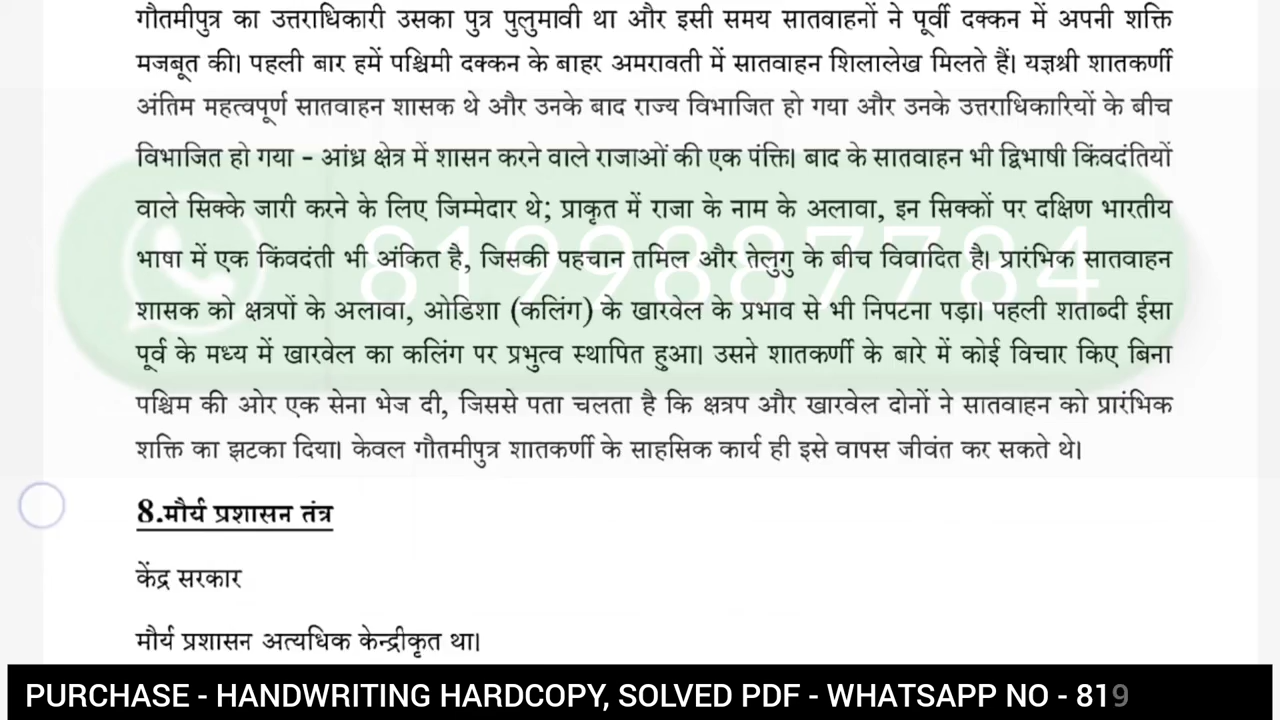 गौतमीपुत्र का उत्तराधिकारी उसका पुत्र पुलुमावी था और इसी समय सातवाहनों ने पूर्वी दक्कन में अपनी शक्ति
मजबूत की। पहली बार हमें पश्चिमी दक्कन के बाहर अमरावती में सातवाहन शिलालेख मिलते हैं। यज्ञश्री शातकर्णी
अंतिम महत्वपूर्ण सातवाहन शासक थे और उनके बाद राज्य विभाजित हो गया और उनके उत्तराधिकारियों के बीच
विभाजित हो गया - आंध्र क्षेत्र में शासन करने वाले राजाओं की एक पंक्ति। बाद के सातवाहन भी द्विभाषी किंवदंतियों
वाले सिक्के जारी करने के लिए जिम्मेदार थे; प्राकृत में राजा के नाम के अलावा, इन सिक्कों पर दक्षिण भारतीय
भाषा में एक किंवदंती भी अंकित है, जिसकी पहचान तमिल और तेलुगु के बीच विवादित है। प्रारंभिक सातवाहन
8199887784
शासक को क्षत्रपों के अलावा, ओडिशा (कलिंग) के खारवेल के प्रभाव से भी निपटना पड़ा। पहली शताब्दी ईसा
पूर्व के मध्य में खारवेल का कलिंग पर प्रभुत्व स्थापित हुआ। उसने शातकर्णी के बारे में कोई विचार किए बिना
पश्चिम की ओर एक सेना भेज दी, जिससे पता चलता है कि क्षत्रप और खारवेल दोनों ने सातवाहन को प्रारंभिक
शक्ति का झटका दिया। केवल गौतमीपुत्र शातकर्णी के साहसिक कार्य ही इसे वापस जीवंत कर सकते थे।
8.मौर्य प्रशासन तंत्र
केंद्र सरकार
मौर्य प्रशासन अत्यधिक केन्द्रीकृत था।
PURCHASE - HANDWRITING HARDCOPY, SOLVED PDF - WHATSAPP NO - 819